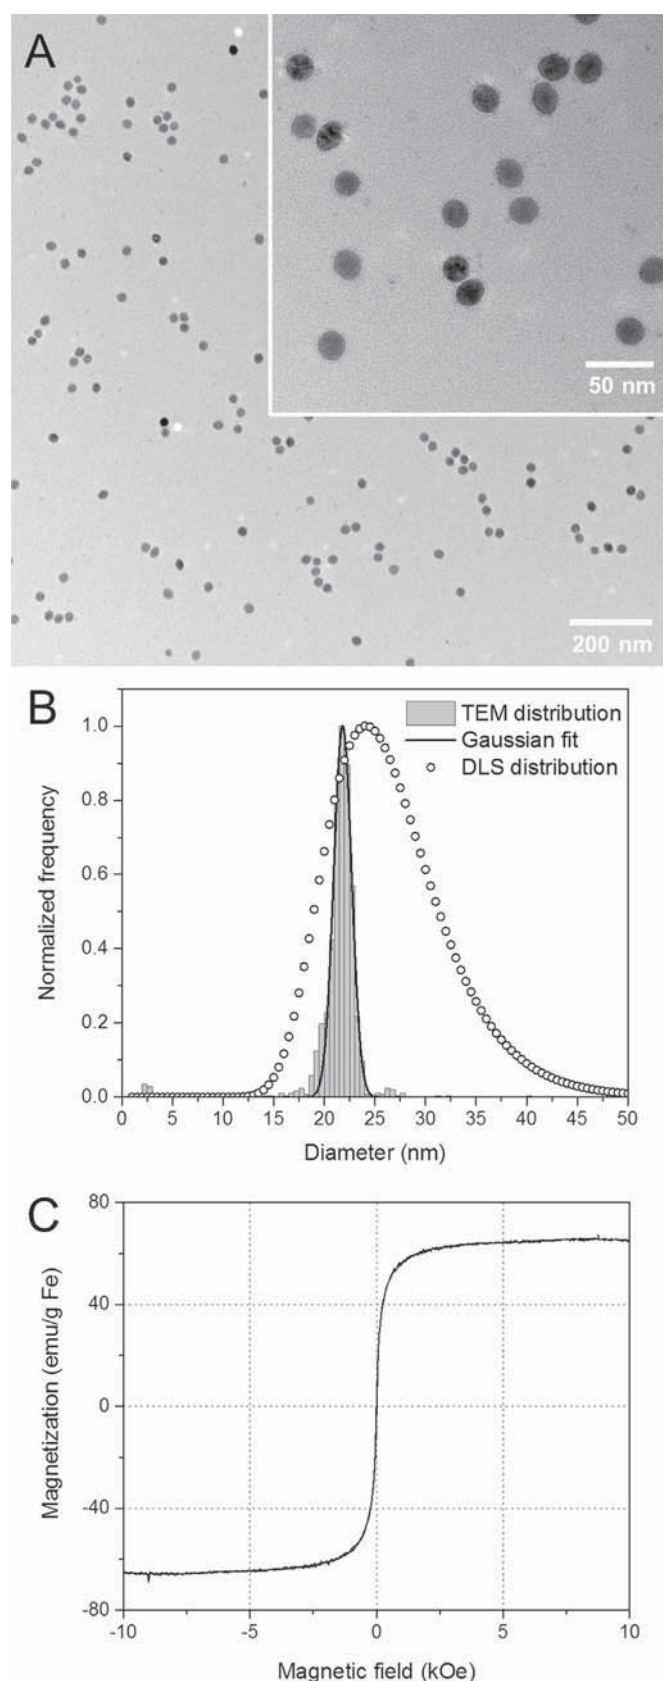 A
50 nm
200 nm
B
TEM distribution
Gaussian fit
DLS distribution
Normalized frequency
1.0
0.8
0.6
0.4
0.2
0.0
0 5 10 15 20 25 30 35 40 45 50
Diameter (nm)
C
Magnetization (emu/g Fe)
80
40
0
-40
-80
-10 -5 0 5 10
Magnetic field (kOe)